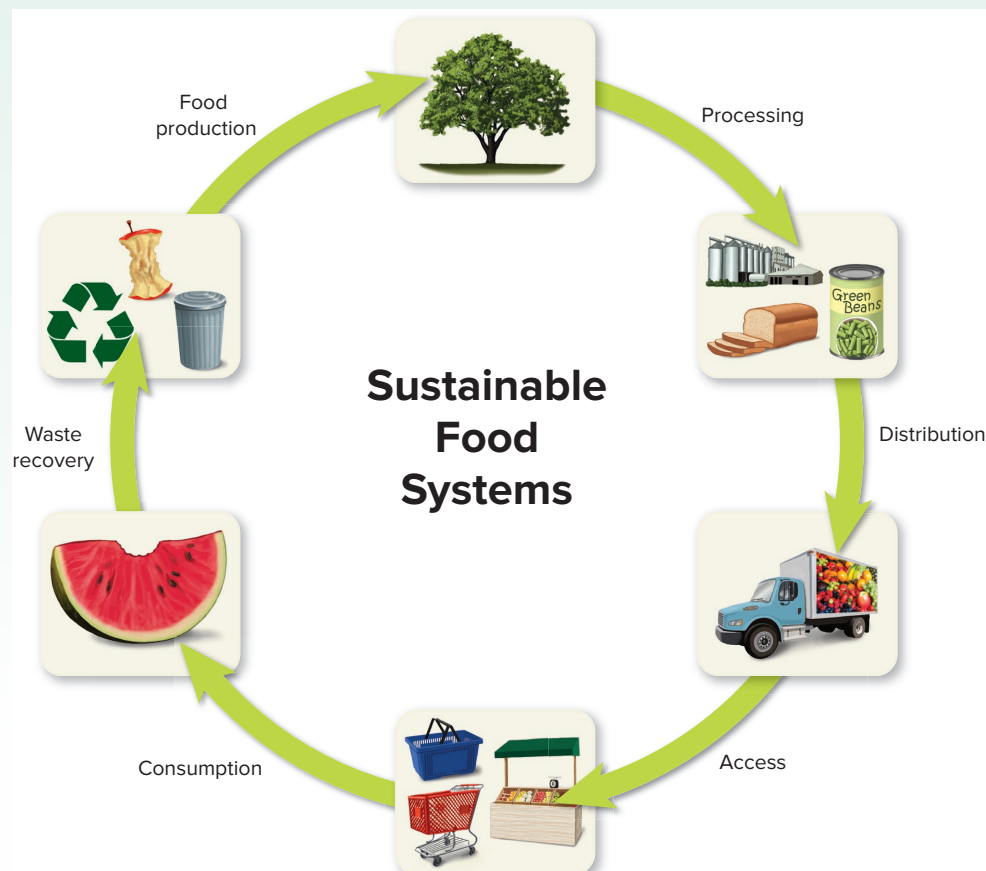 Food
production
Processing
Green
Beans
Sustainable
Food
Systems
Waste
recovery
Distribution
Consumption
Access